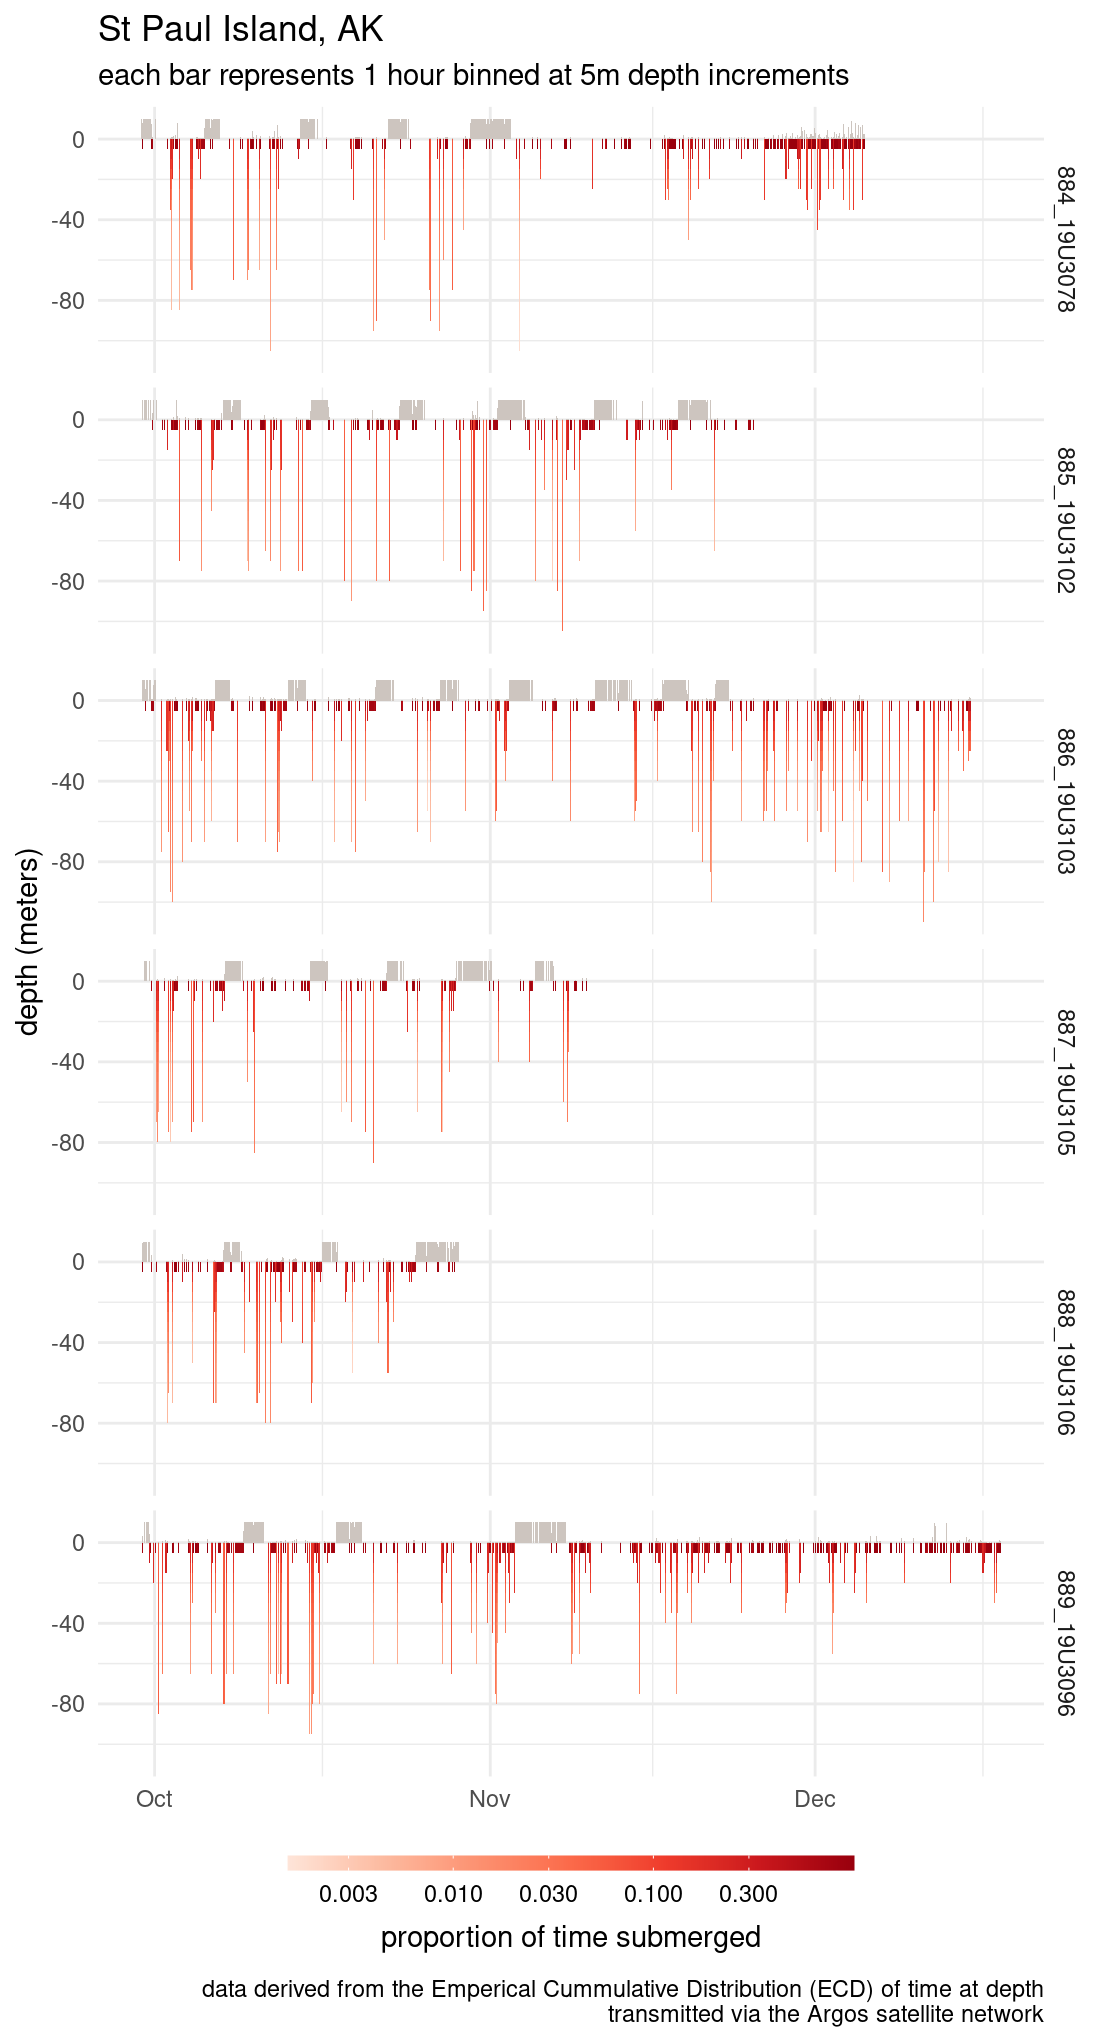 St Paul Island, AK
each bar represents 1 hour binned at 5m depth increments
0
-40
-80
884_19U3078
0
-40
-80
885_19U3102
0
-40
-80
886_19U3103
depth (meters)
0
-40
-80
887_19U3105
0
-40
-80
888_19U3106
0
-40
-80
889_19U3096
Oct Nov Dec
0.003 0.010 0.030 0.100 0.300
proportion of time submerged
data derived from the Emperical Cummulative Distribution (ECD) of time at depth
transmitted via the Argos satellite network